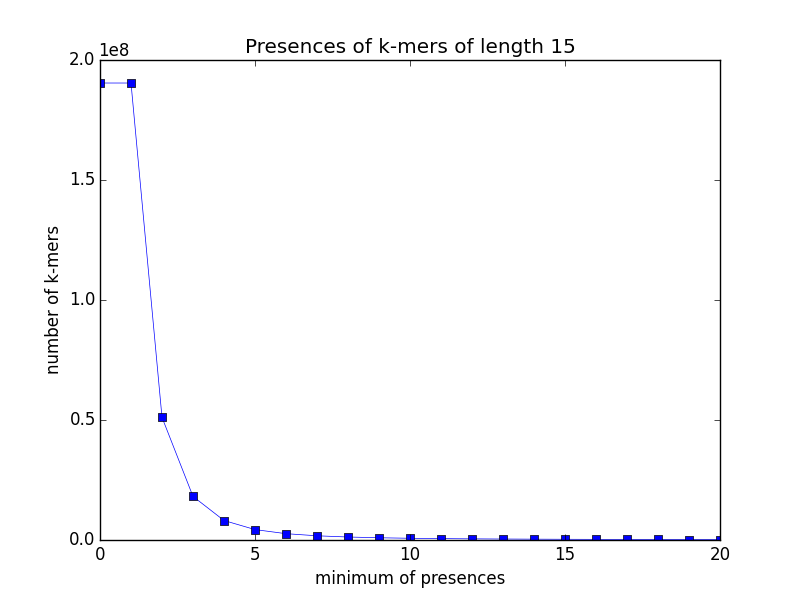 Presences of k-mers of length 15
1e8
2.0
1.5
1.0
0.5
0.0
number of k-mers
0 5 10 15 20
minimum of presences